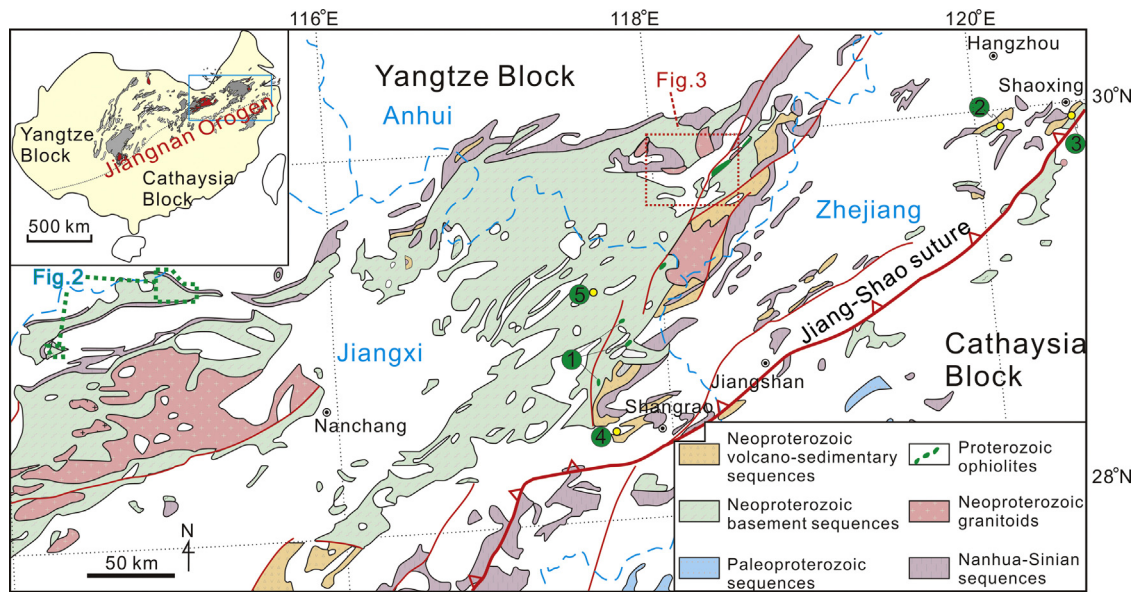 116°E
118°E
120°E
Hangzhou
Yangtze Block
Fig.3
Shaoxing
2
30°N
Anhui
3
Yangtze
Block
Jiangnan Orogen
Cathaysia
Block
500 km
Zhejiang
Fig.2
5
Jiang-Shao suture
Jiangxi
1
Cathaysia
Block
Jiangshan
Shangrao
Nanchang
4
28°N
N
50 km
Neoproterozoic
volcano-sedimentary
sequences
Proterozoic
ophiolites
Neoproterozoic
basement sequences
Neoproterozoic
granitoids
Paleoproterozoic
sequences
Nanhua-Sinian
sequences